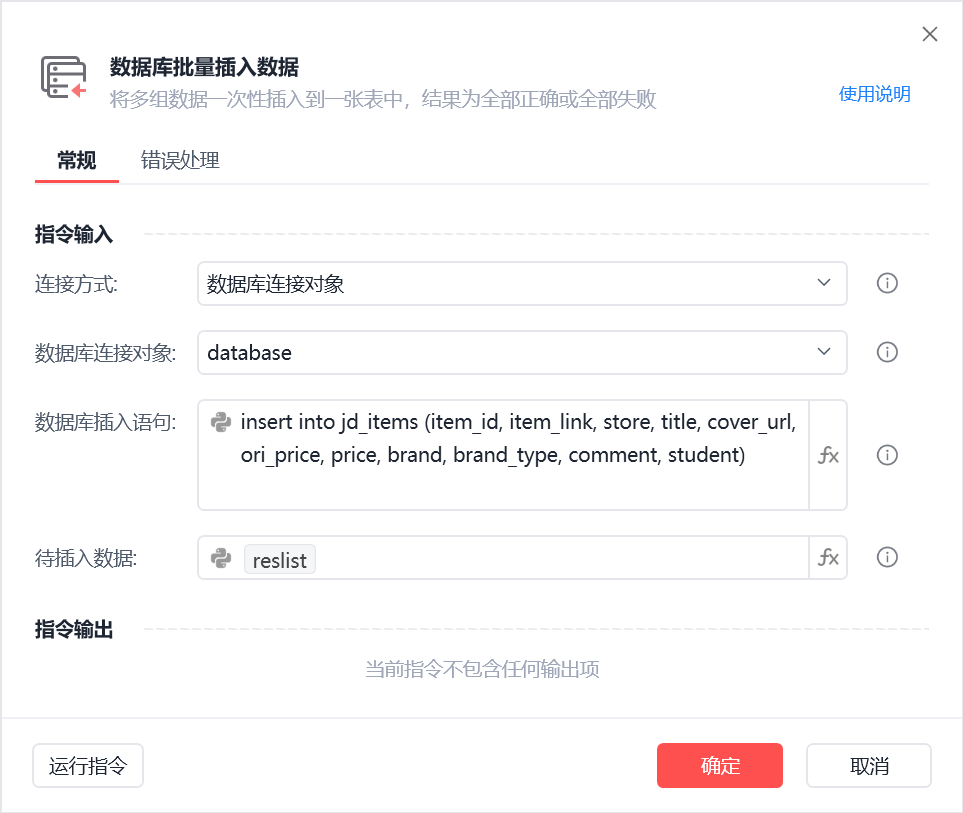 数据库批量插入数据
将多组数据一次性插入到一张表中，结果为全部正确或全部失败
使用说明
常规
错误处理
指令输入
连接方式:
数据库连接对象
数据库连接对象:
database
数据库插入语句:
insert into jd_items (item_id, item_link, store, title, cover_url,
ori_price, price, brand, brand_type, comment, student)
fx
待插入数据:
reslist
fx
指令输出
当前指令不包含任何输出项
运行指令
确定
取消